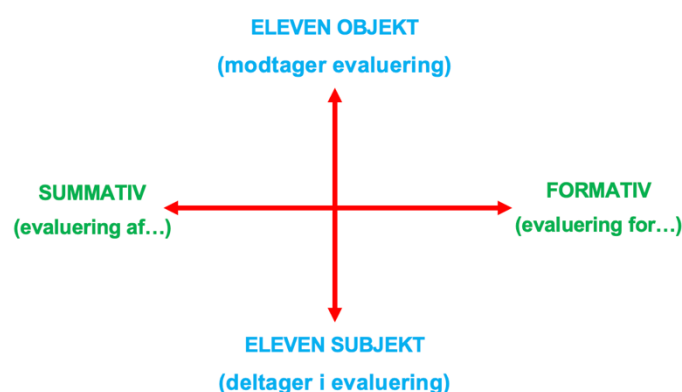 ELEVEN OBJEKT
(modtager evaluering)
SUMMATIV
(evaluering af...)
FORMATIV
(evaluering for...)
ELEVEN SUBJEKT
(deltager i evaluering)